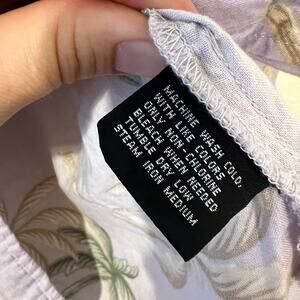 MACHINE WASH COLD,
WITH LIKE COLORS
ONLY NON-CHLORINE
BLEACH WHEN NEEDED
TUMBLE DRY LOW
STEAM IRON MEDIUM